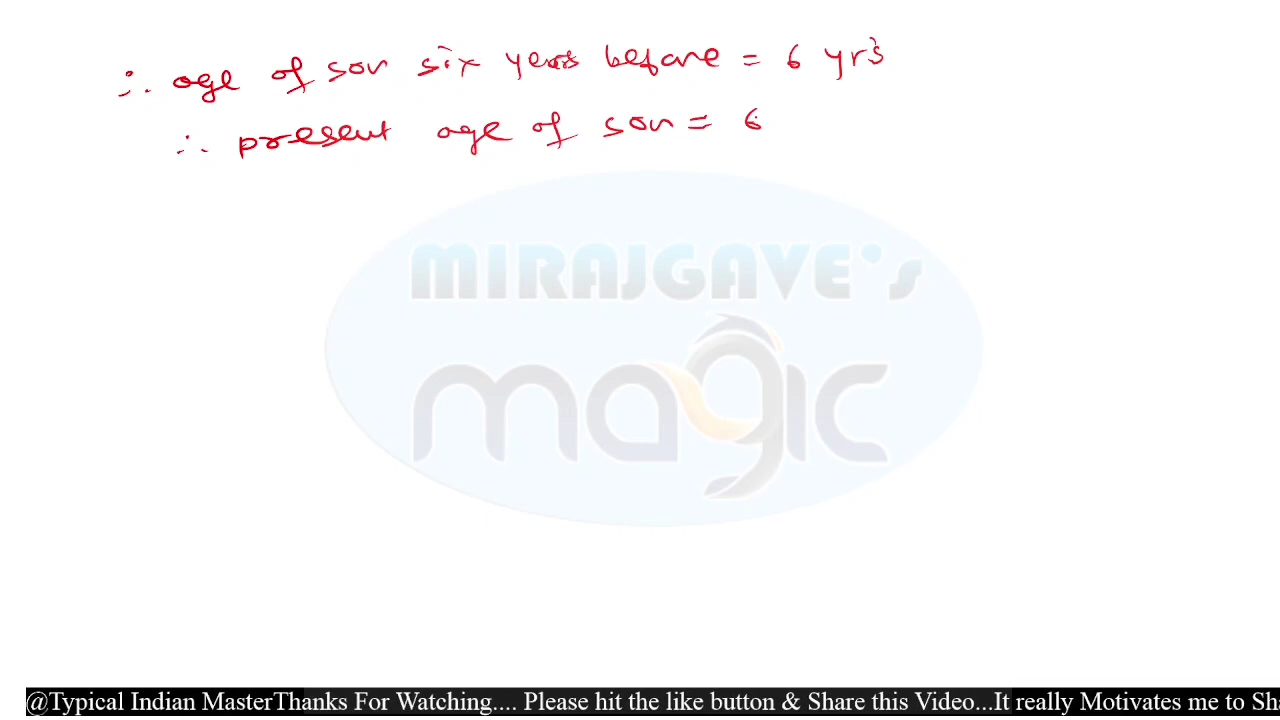 ∴ age of son six years before = 6 yrs
∴ present age of son = 6
MIRAJGAVE's
magic
@Typical Indian MasterThanks For Watching.... Please hit the like button & Share this Video...It really Motivates me to Sh